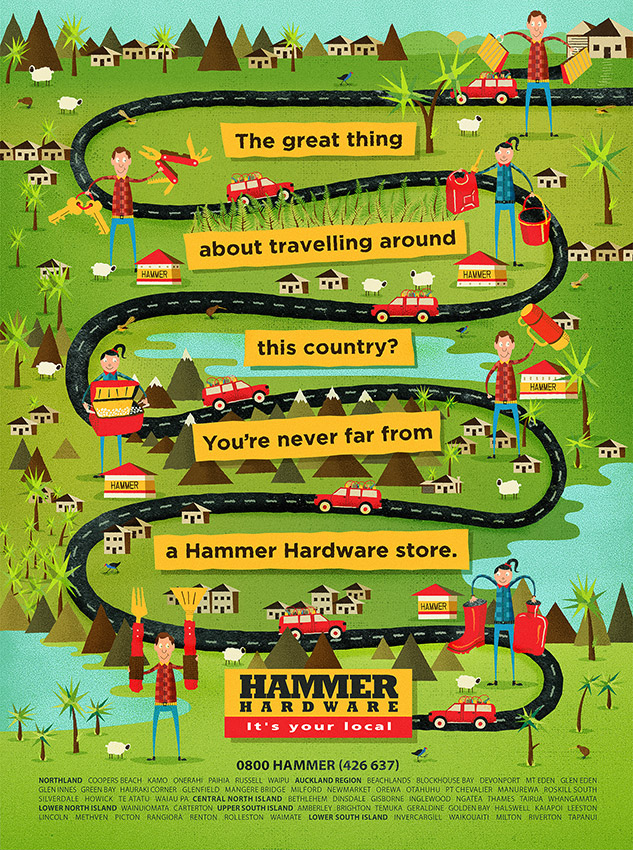 The great thing
about travelling around
HAMMER
HAMMER
this country?
HAMMER
You're never far from
HAMMER
a Hammer Hardware store.
HAMMER
HAMMER
HARDWARE
It's your local
0800 HAMMER (426 637)
NORTHLAND COOPERS BEACH KAMO ONERAHI PAIHIA RUSSELL WAIPU AUCKLAND REGION BEACHLANDS BLOCKHOUSE BAY DEVONPORT MT EDEN GLEN EDEN
GLEN INNES GREEN BAY HAURAKI CORNER GLENFIELD MANGERE BRIDGE MILFORD NEWMARKET OREWA OTAHUHU PT CHEVALIER MANUREWA ROSKILL SOUTH
SILVERDALE HOWICK TE ATATU WAIAU PA CENTRAL NORTH ISLAND BETHLEHEM DINSDALE GISBORNE INGLEWOOD NGATEA THAMES TAIRUA WHANGAMATA
LOWER NORTH ISLAND WAINUIOMATA CARTERTON UPPER SOUTH ISLAND AMBERLEY BRIGHTON TEMUKA GERALDINE GOLDEN BAY HALSWELL KAIAPOI LEESTON
LINCOLN METHVEN PICTON RANGIORA RENTON ROLLESTON WAIMATE LOWER SOUTH ISLAND INVERCARGILL WAIKOUAITI MILTON RIVERTON TAPANUI